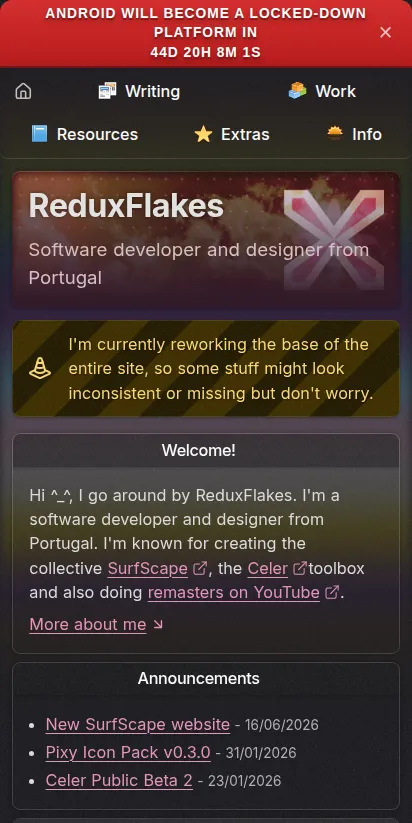 ANDROID WILL BECOME A LOCKED-DOWN
PLATFORM IN
44D 20H 8M 1S
Writing
Work
Resources
Extras
Info
ReduxFlakes
Software developer and designer from
Portugal
I'm currently reworking the base of the
entire site, so some stuff might look
inconsistent or missing but don't worry.
Welcome!
Hi ^_^, I go around by ReduxFlakes. I'm a
software developer and designer from
Portugal. I'm known for creating the
collective SurfScape, the Celer toolbox
and also doing remasters on YouTube.
More about me
Announcements
New SurfScape website - 16/06/2026
Pixy Icon Pack v0.3.0 - 31/01/2026
Celer Public Beta 2 - 23/01/2026